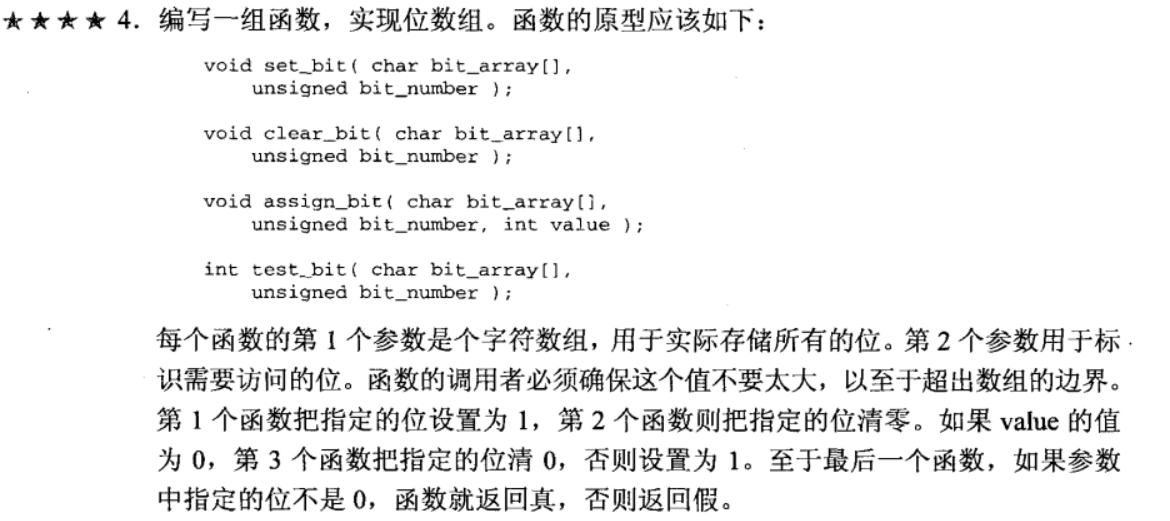 ★★★★ 4. 编写一组函数，实现位数组。函数的原型应该如下：
void set_bit( char bit_array[],
unsigned bit_number );
void clear_bit( char bit_array[],
unsigned bit_number );
void assign_bit( char bit_array[],
unsigned bit_number, int value );
int test_bit( char bit_array[],
unsigned bit_number );
每个函数的第 1 个参数是个字符数组，用于实际存储所有的位。第 2 个参数用于标
识需要访问的位。函数的调用者必须确保这个值不要太大，以至于超出数组的边界。
第 1 个函数把指定的位设置为 1，第 2 个函数则把指定的位清零。如果 value 的值
为 0，第 3 个函数把指定的位清 0，否则设置为 1。至于最后一个函数，如果参数
中指定的位不是 0，函数就返回真，否则返回假。